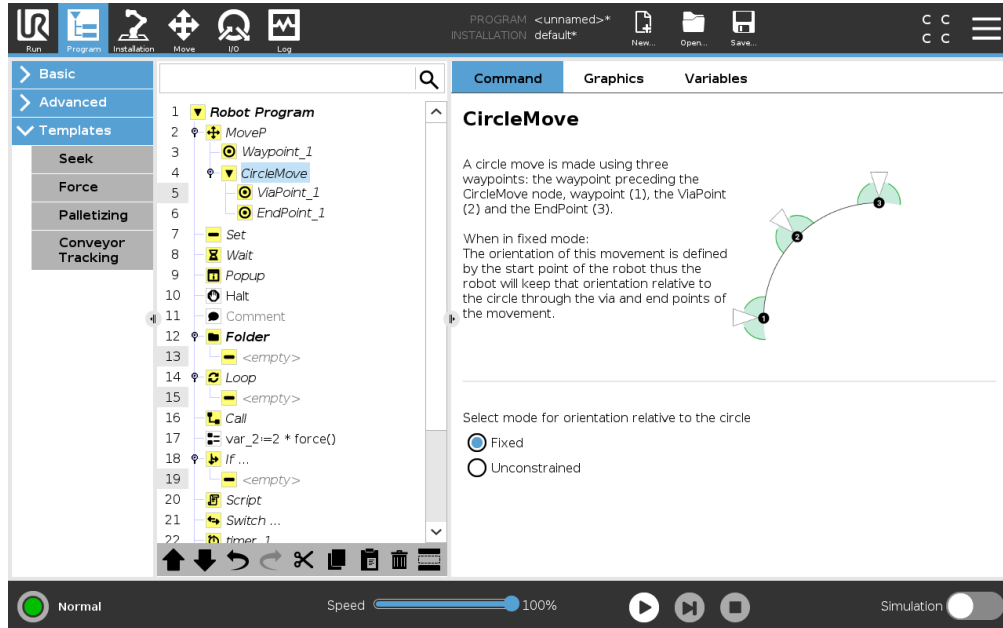 PROGRAM <unnamed>*
INSTALLATION default*
UR
Run
Program
Installation
Move
I/O
Log
New...
Open...
Save...
C C
C C
Basic
Advanced
Templates
Seek
Force
Palletizing
Conveyor
Tracking
1 Robot Program
2 MoveP
3 Waypoint_1
4 CircleMove
5 ViaPoint_1
6 EndPoint_1
7 Set
8 Wait
9 Popup
10 Halt
11 Comment
12 Folder
13 <empty>
14 Loop
15 <empty>
16 Call
17 var_2:=2 * force()
18 If ...
19 <empty>
20 Script
21 Switch ...
22 timer_1
Command Graphics Variables
CircleMove
A circle move is made using three
waypoints: the waypoint preceding the
CircleMove node, waypoint (1), the ViaPoint
(2) and the EndPoint (3).
When in fixed mode:
The orientation of this movement is defined
by the start point of the robot thus the
robot will keep that orientation relative to
the circle through the via and end points of
the movement.
3
2
1
Select mode for orientation relative to the circle
Fixed
Unconstrained
Normal
Speed 100%
Simulation